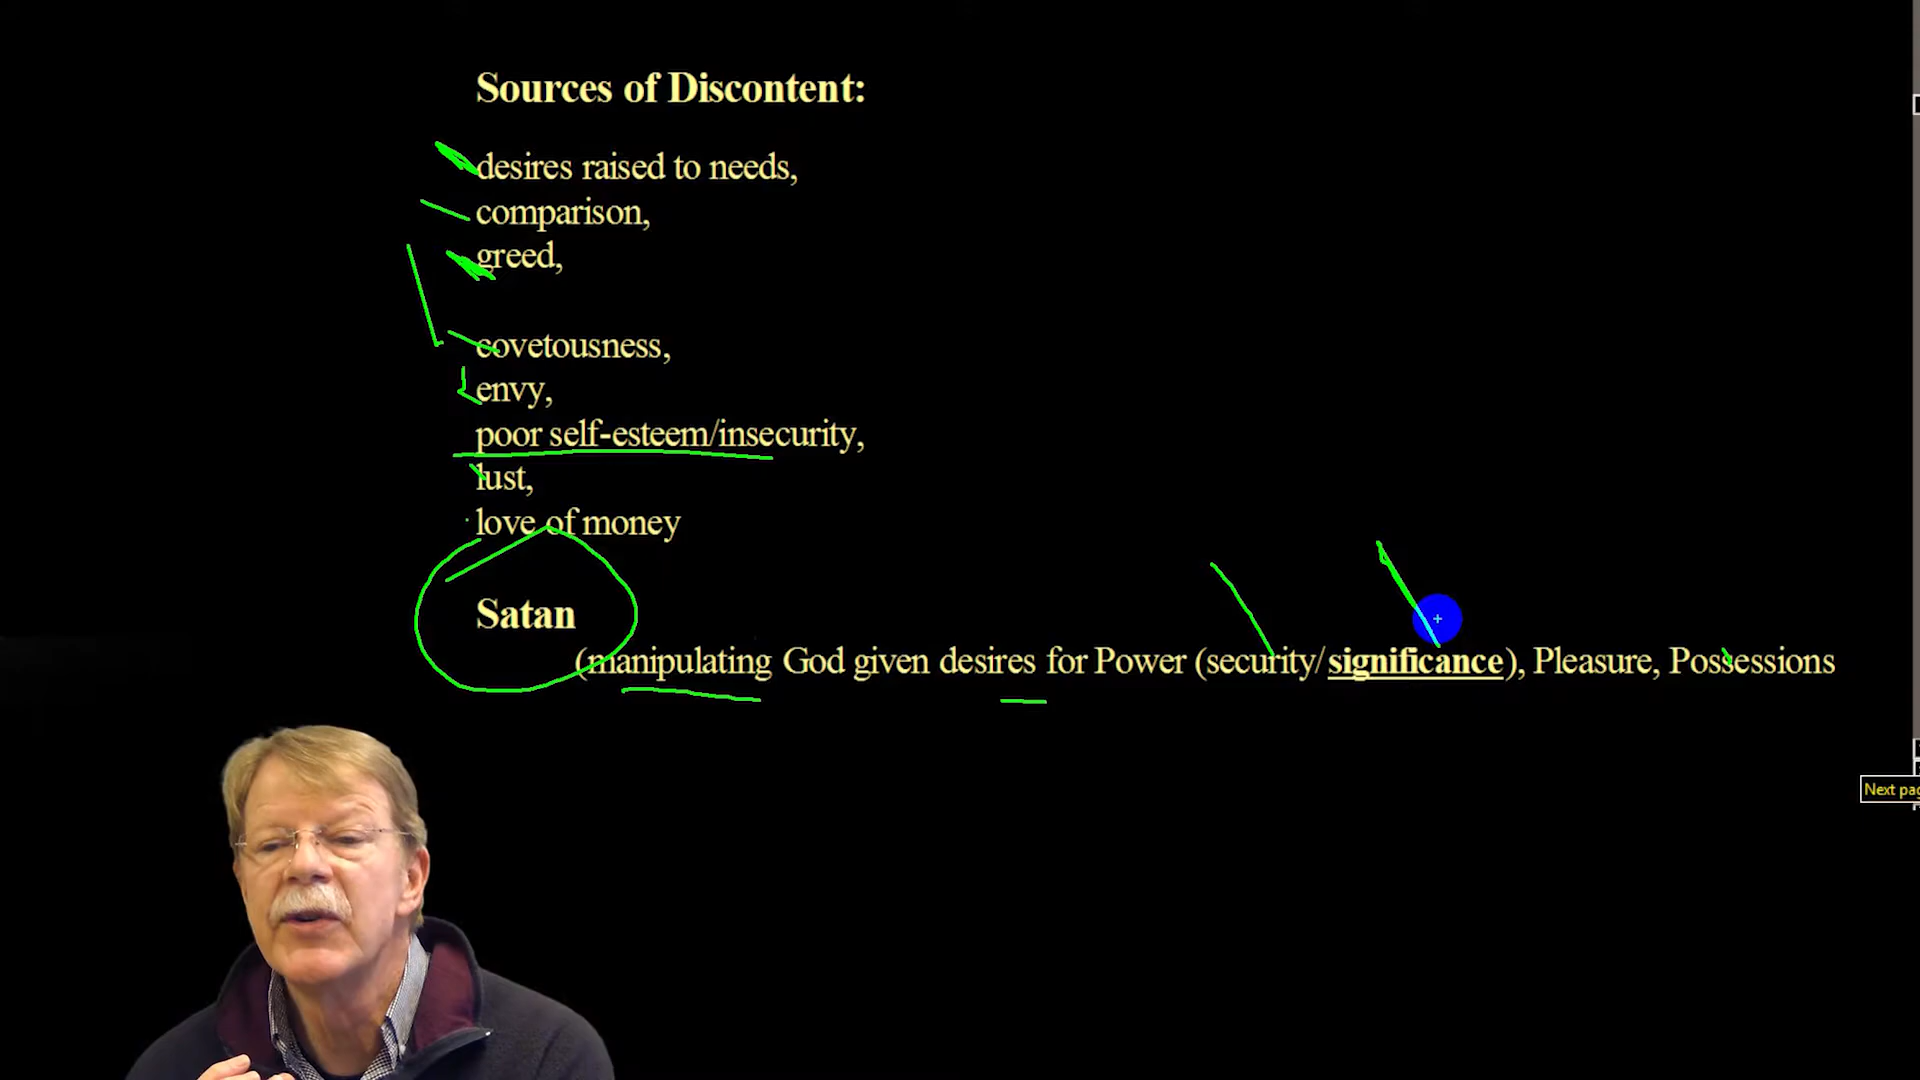 Sources of Discontent:
desires raised to needs,
comparison,
greed,
covetousness,
envy,
poor self-esteem/insecurity,
lust,
love of money
Satan
(manipulating God given desires for Power (security/significance), Pleasure, Possessions
Next